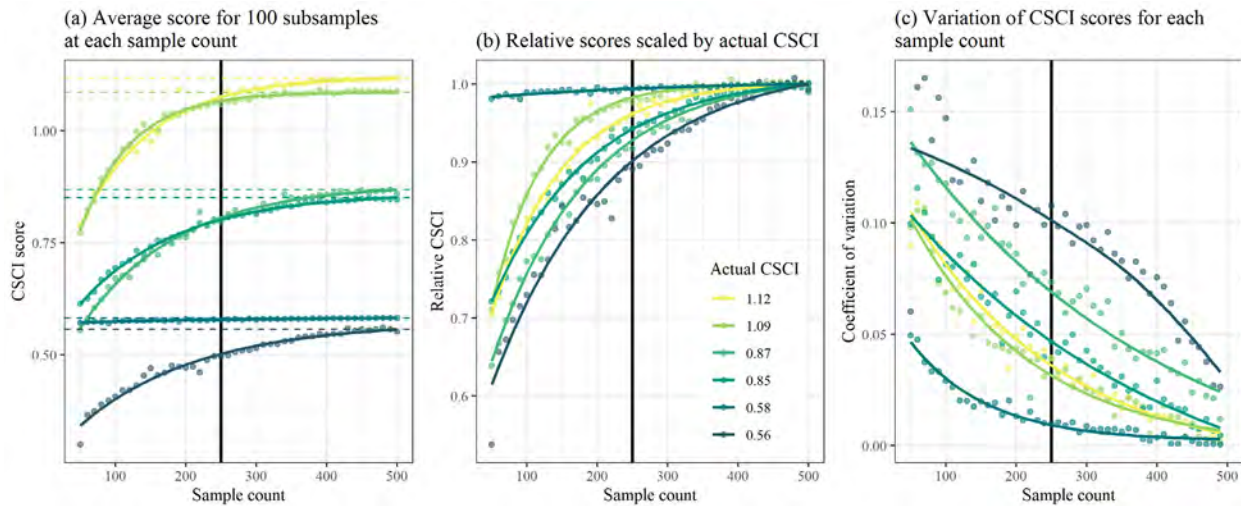 (a) Average score for 100 subsamples
at each sample count
(b) Relative scores scaled by actual CSCI
(c) Variation of CSCI scores for each
sample count
CSCI score
1.00
0.75
0.50
100 200 300 400 500
Sample count
Relative CSCI
1.0
0.9
0.8
0.7
0.6
100 200 300 400 500
Sample count
Actual CSCI
1.12
1.09
0.87
0.85
0.58
0.56
Coefficient of variation
0.15
0.10
0.05
0.00
100 200 300 400 500
Sample count